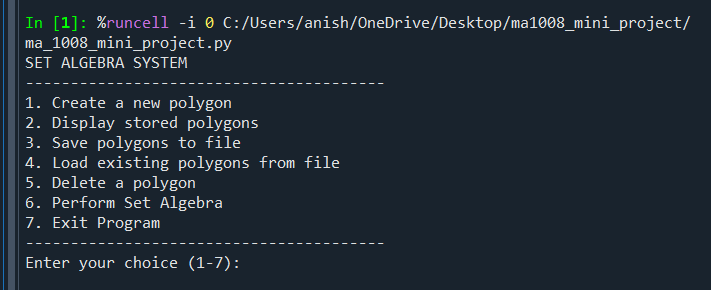 In [1]: %runcell -i 0 C:/Users/anish/OneDrive/Desktop/ma1008_mini_project/
ma_1008_mini_project.py
SET ALGEBRA SYSTEM
----------------------------------------
1. Create a new polygon
2. Display stored polygons
3. Save polygons to file
4. Load existing polygons from file
5. Delete a polygon
6. Perform Set Algebra
7. Exit Program
----------------------------------------
Enter your choice (1-7):